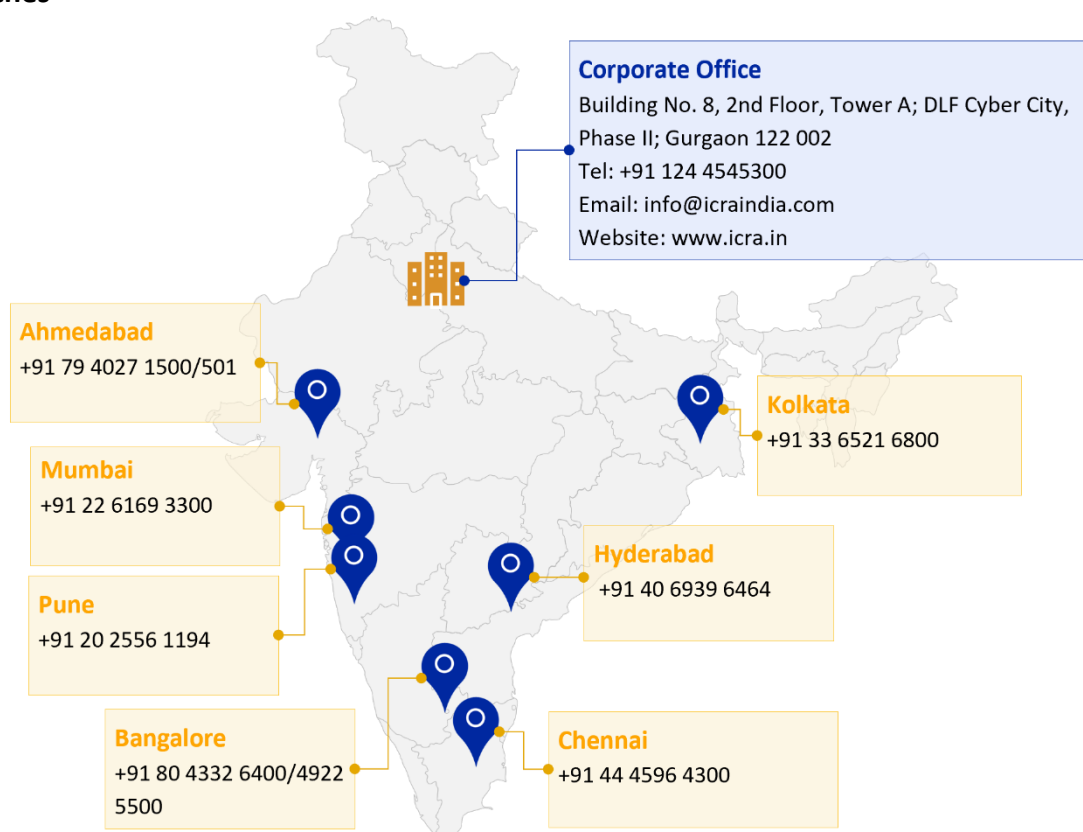 Corporate Office
Building No. 8, 2nd Floor, Tower A; DLF Cyber City,
Phase II; Gurgaon 122 002
Tel: +91 124 4545300
Email: info@icraindia.com
Website: www.icra.in
Ahmedabad
+91 79 4027 1500/501
Kolkata
+91 33 6521 6800
Mumbai
+91 22 6169 3300
Hyderabad
+91 40 6939 6464
Pune
+91 20 2556 1194
Bangalore
+91 80 4332 6400/4922
5500
Chennai
+91 44 4596 4300